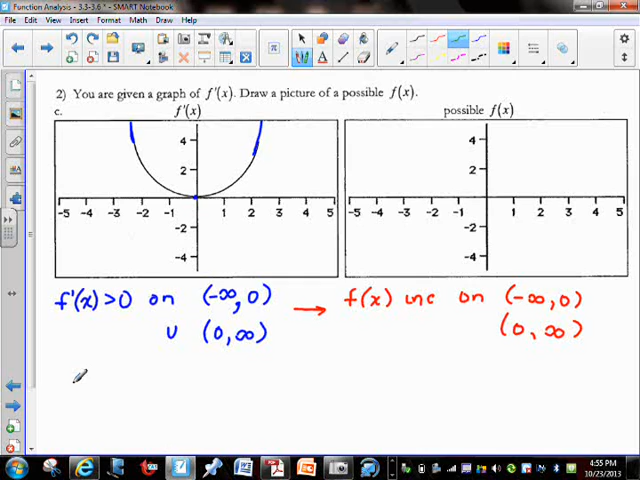 Function Analysis - 3.3-3.6* - SMART Notebook
File Edit View Insert Format Math Draw Help
2) You are given a graph of f'(x). Draw a picture of a possible f(x).
c. f'(x) possible f(x)
4 4
2 2
-5 -4 -3 -2 -1 1 2 3 4 5 -5 -4 -3 -2 -1 1 2 3 4 5
-2 -2
-4 -4
f'(x) > 0 on (-∞, 0) → f(x) inc on (-∞, 0)
∪ (0, ∞) (0, ∞)
4:55 PM
10/23/2013